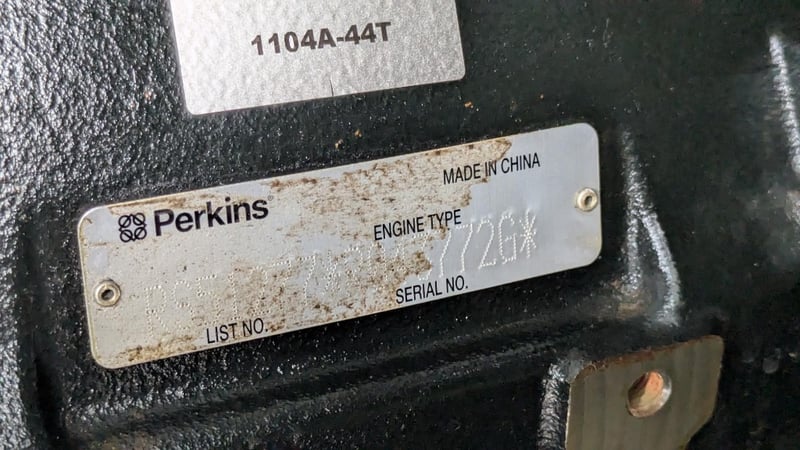 1104A-44T
Perkins
MADE IN CHINA
ENGINE TYPE
SERIAL NO.
LIST NO.